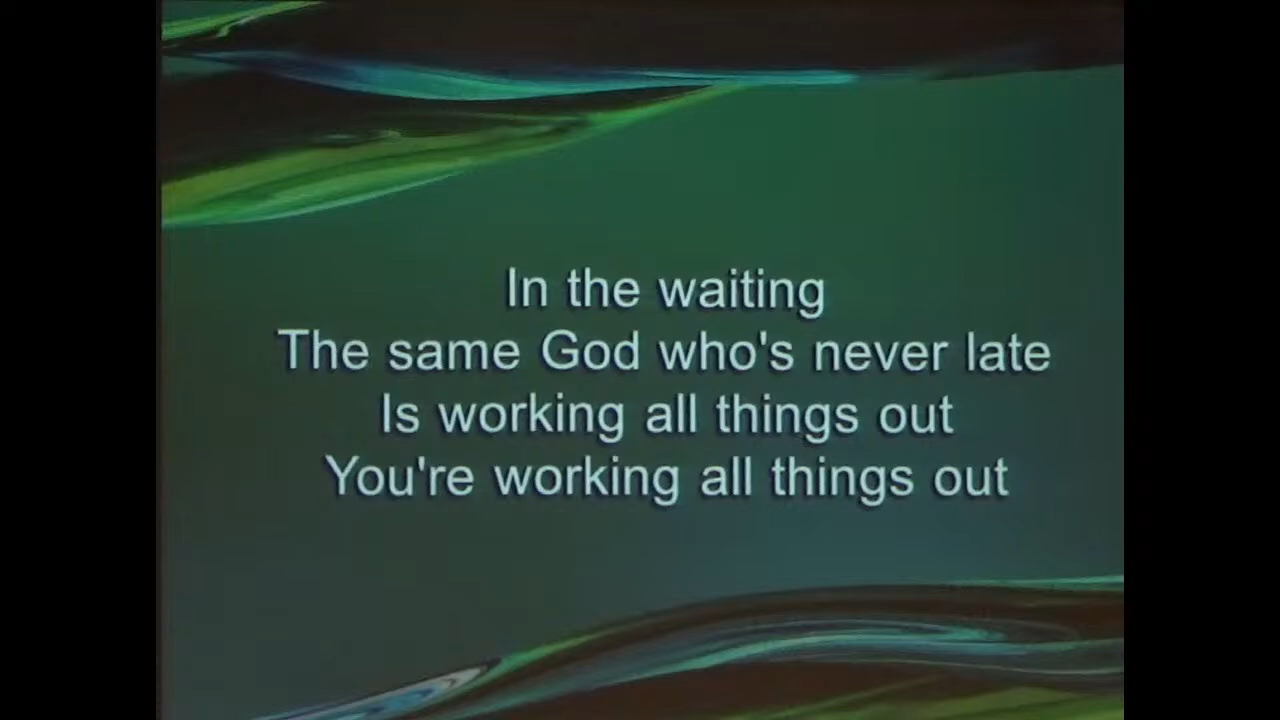 In the waiting
The same God who's never late
Is working all things out
You're working all things out